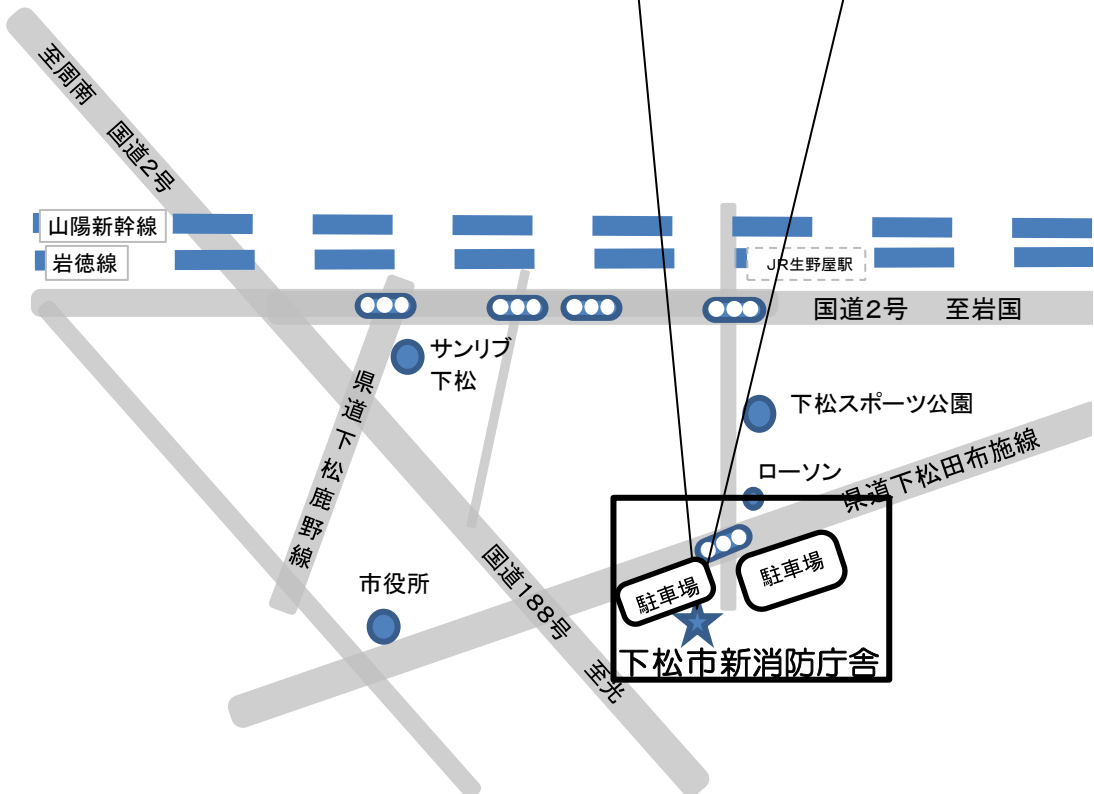 至周南　国道2号
山陽新幹線
岩徳線
JR生野屋駅
国道2号　至岩国
サンリブ
下松
県道下松鹿野線
下松スポーツ公園
ローソン
県道下松田布施線
国道188号　至光
市役所
駐車場
駐車場
下松市新消防庁舎